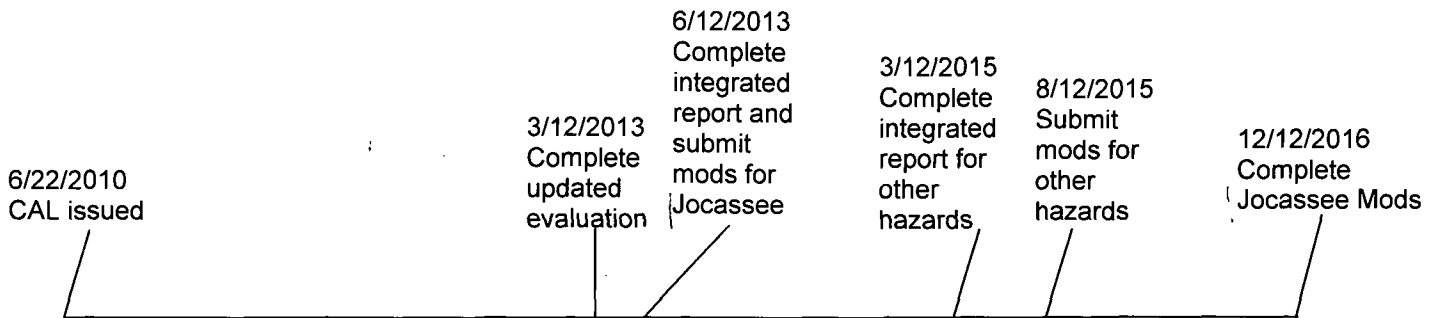 6/22/2010
CAL issued
3/12/2013
Complete
updated
evaluation
6/12/2013
Complete
integrated
report and
submit
mods for
Jocassee
3/12/2015
Complete
integrated
report for
other
hazards
8/12/2015
Submit
mods for
other
hazards
12/12/2016
Complete
Jocassee Mods